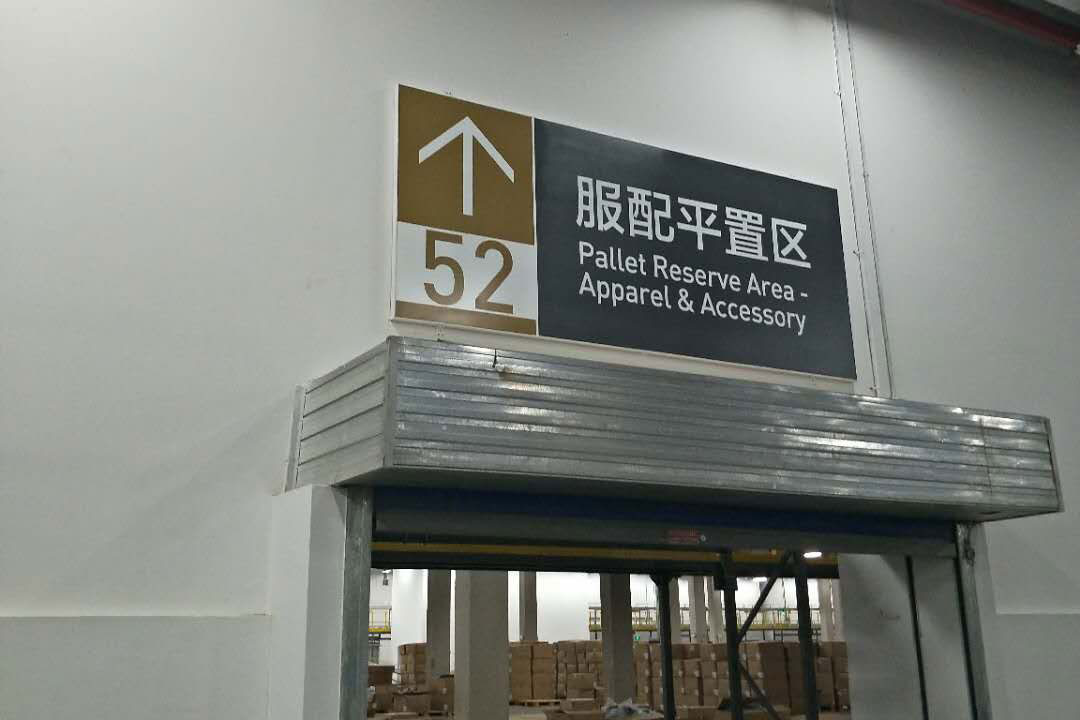 52
服配平置区
Pallet Reserve Area -
Apparel & Accessory